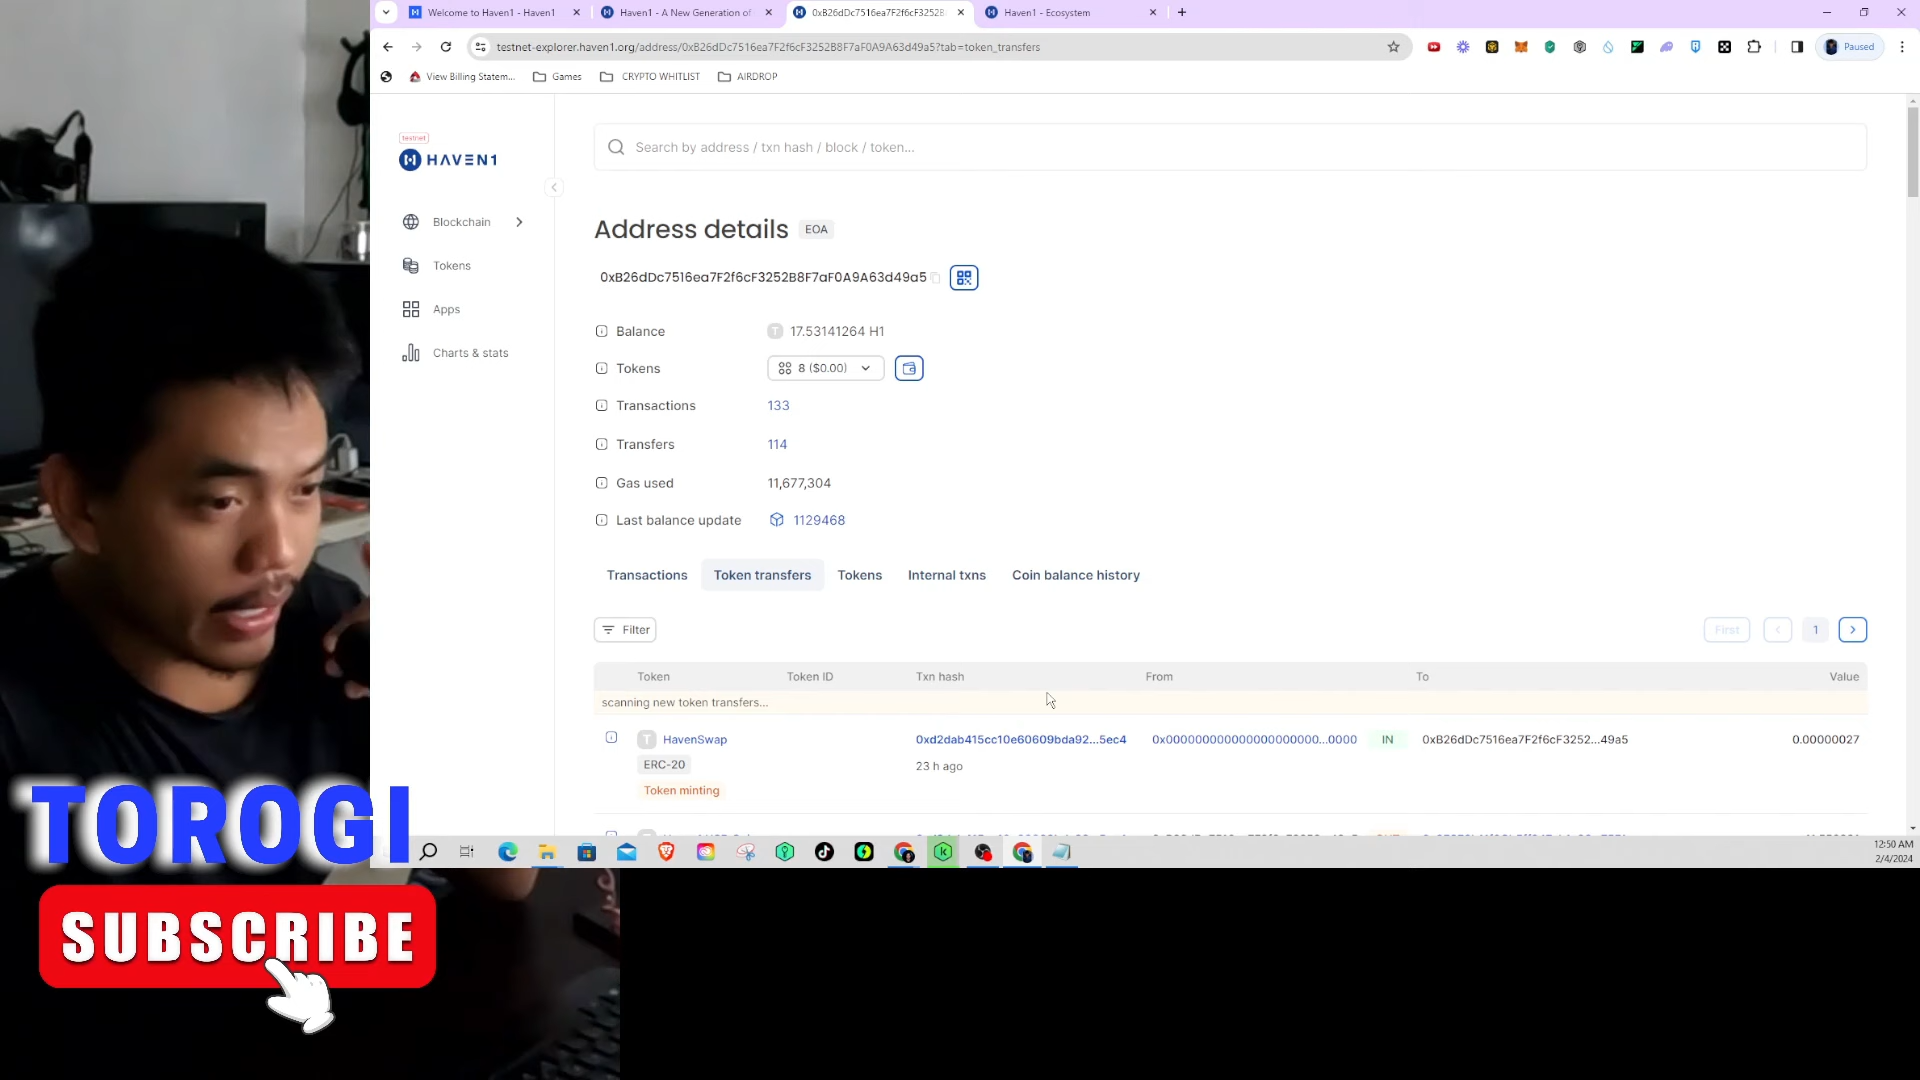 Welcome to Haven1 - Haven1
Haven1 - A New Generation of
0xB26dDc7516ea7F2f6cF3252B
Haven1 - Ecosystem
testnet-explorer.haven1.org/address/0xB26dDc7516ea7F2f6cF3252B8F7aF0A9A63d49a5?tab=token_transfers
Paused
View Billing Statem...
Games
CRYPTO WHITLIST
AIRDROP
testnet
HAVEN1
Search by address / txn hash / block / token...
Blockchain
Tokens
Apps
Charts & stats
Address details
EOA
0xB26dDc7516ea7F2f6cF3252B8F7aF0A9A63d49a5
Balance
T 17.53141264 H1
Tokens
8 ($0.00)
Transactions
133
Transfers
114
Gas used
11,677,304
Last balance update
1129468
Transactions
Token transfers
Tokens
Internal txns
Coin balance history
Filter
First
1
Token
Token ID
Txn hash
From
To
Value
scanning new token transfers...
T HavenSwap
0xd2dab415cc10e60609bda92...5ec4
0x000000000000000000000...0000
IN
0xB26dDc7516ea7F2f6cF3252...49a5
0.00000027
ERC-20
23 h ago
Token minting
12:50 AM
2/4/2024
TOROGI
SUBSCRIBE